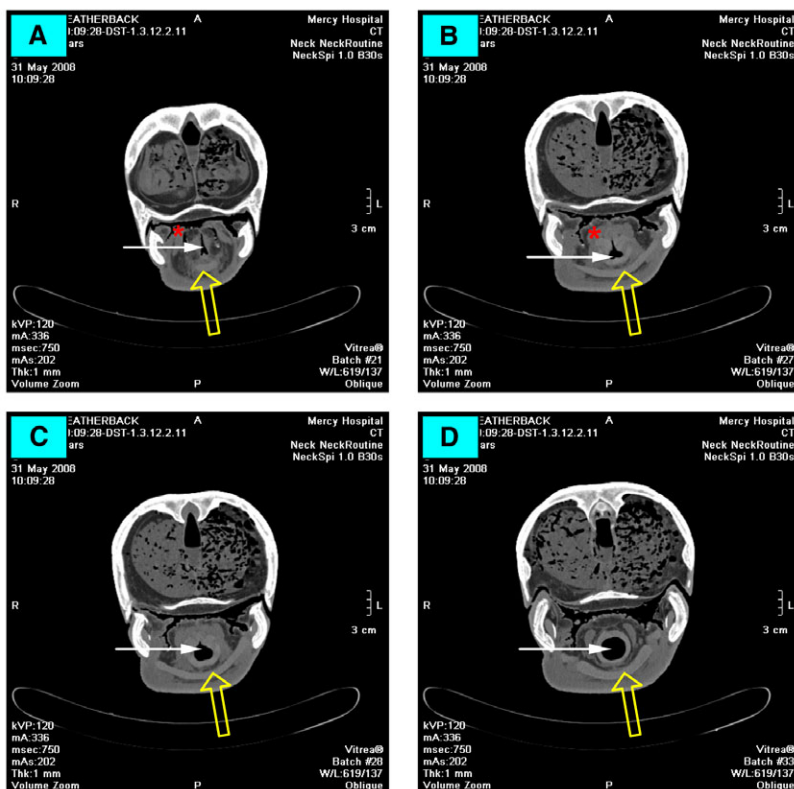 A
EATHERBACK
):09:28-DST-1.3.12.2.11
ars
31 May 2008
10:09:28
A
Mercy Hospital
CT
Neck NeckRoutine
NeckSpi 1.0 B30s
R
L
3 cm
*
kVP:120
mA:336
msec:750
mAs:202
Thk:1 mm
Volume Zoom
P
Vitrea®
Batch #21
W/L:619/137
Oblique
B
EATHERBACK
):09:28-DST-1.3.12.2.11
ars
31 May 2008
10:09:28
A
Mercy Hospital
CT
Neck NeckRoutine
NeckSpi 1.0 B30s
R
L
3 cm
*
kVP:120
mA:336
msec:750
mAs:202
Thk:1 mm
Volume Zoom
P
Vitrea®
Batch #27
W/L:619/137
Oblique
C
EATHERBACK
):09:28-DST-1.3.12.2.11
ars
31 May 2008
10:09:28
A
Mercy Hospital
CT
Neck NeckRoutine
NeckSpi 1.0 B30s
R
L
3 cm
kVP:120
mA:336
msec:750
mAs:202
Thk:1 mm
Volume Zoom
P
Vitrea®
Batch #28
W/L:619/137
Oblique
D
EATHERBACK
):09:28-DST-1.3.12.2.11
ars
31 May 2008
10:09:28
A
Mercy Hospital
CT
Neck NeckRoutine
NeckSpi 1.0 B30s
R
L
3 cm
kVP:120
mA:336
msec:750
mAs:202
Thk:1 mm
Volume Zoom
P
Vitrea®
Batch #33
W/L:619/137
Oblique